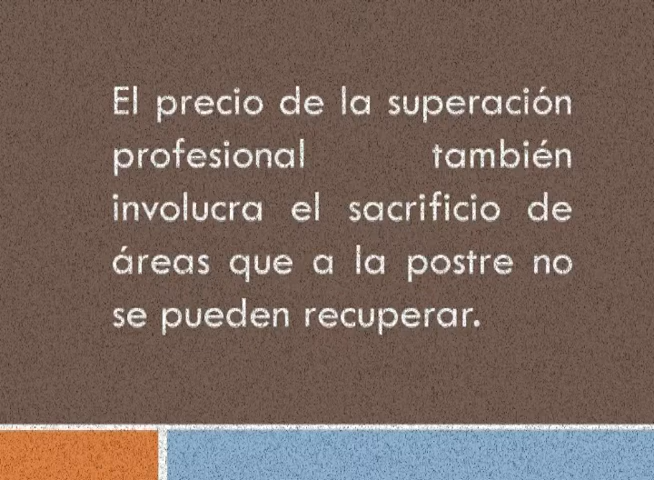 El precio de la superación
profesional también
involucra el sacrificio de
áreas que a la postre no
se pueden recuperar.